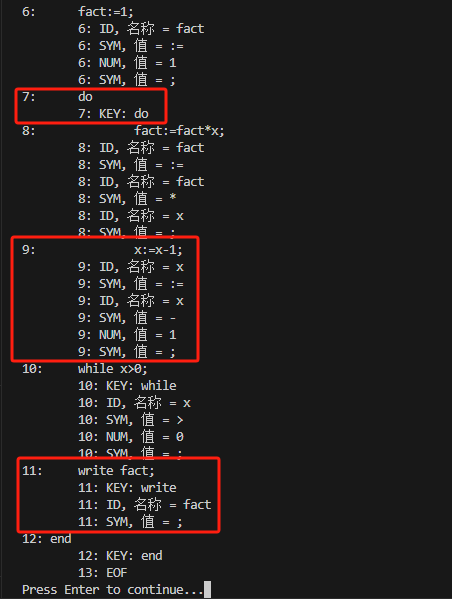 6:      fact:=1;
6: ID, 名称 = fact
6: SYM, 值 = :=
6: NUM, 值 = 1
6: SYM, 值 = ;
7:      do
7: KEY: do
8:              fact:=fact*x;
8: ID, 名称 = fact
8: SYM, 值 = :=
8: ID, 名称 = fact
8: SYM, 值 = *
8: ID, 名称 = x
8: SYM, 值 = ;
9:              x:=x-1;
9: ID, 名称 = x
9: SYM, 值 = :=
9: ID, 名称 = x
9: SYM, 值 = -
9: NUM, 值 = 1
9: SYM, 值 = ;
10:     while x>0;
10: KEY: while
10: ID, 名称 = x
10: SYM, 值 = >
10: NUM, 值 = 0
10: SYM, 值 = ;
11:     write fact;
11: KEY: write
11: ID, 名称 = fact
11: SYM, 值 = ;
12: end
12: KEY: end
13: EOF
Press Enter to continue...